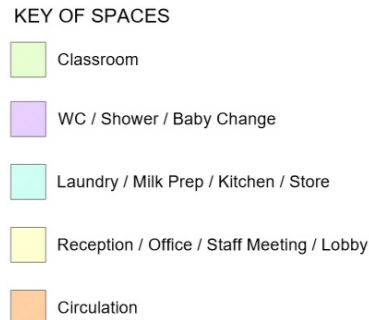 KEY OF SPACES
Classroom
WC / Shower / Baby Change
Laundry / Milk Prep / Kitchen / Store
Reception / Office / Staff Meeting / Lobby
Circulation